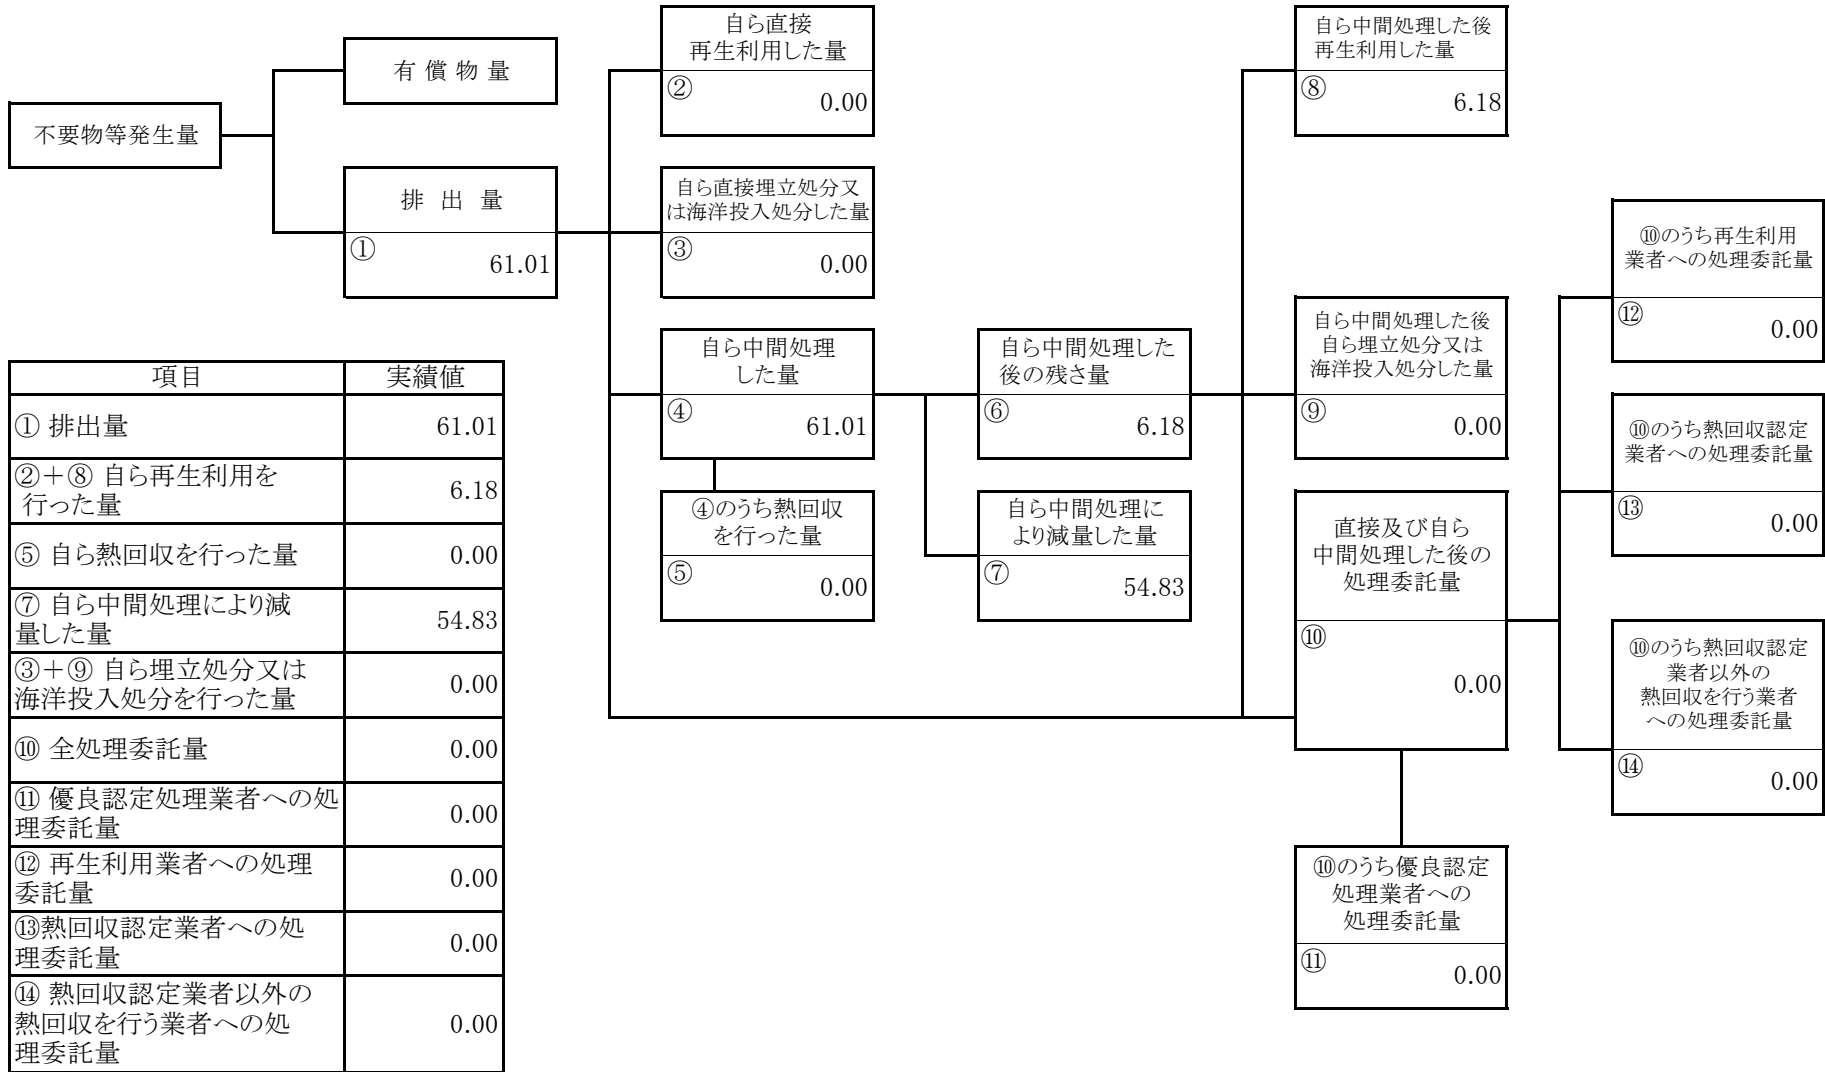 不要物等発生量
有 償 物 量
排 出 量
①
61.01
自ら直接
再生利用した量
②
0.00
自ら直接埋立処分又
は海洋投入処分した量
③
0.00
自ら中間処理
した量
④
61.01
④のうち熱回収
を行った量
⑤
0.00
自ら中間処理した
後の残さ量
⑥
6.18
自ら中間処理に
より減量した量
⑦
54.83
自ら中間処理した後
再生利用した量
⑧
6.18
自ら中間処理した後
自ら埋立処分又は
海洋投入処分した量
⑨
0.00
直接及び自ら
中間処理した後の
処理委託量
⑩
0.00
⑩のうち優良認定
処理業者への
処理委託量
⑪
0.00
⑩のうち再生利用
業者への処理委託量
⑫
0.00
⑩のうち熱回収認定
業者への処理委託量
⑬
0.00
⑩のうち熱回収認定
業者以外の
熱回収を行う業者
への処理委託量
⑭
0.00
項目 実績値
① 排出量 61.01
②＋⑧ 自ら再生利用を
行った量 6.18
⑤ 自ら熱回収を行った量 0.00
⑦ 自ら中間処理により減
量した量 54.83
③＋⑨ 自ら埋立処分又は
海洋投入処分を行った量 0.00
⑩ 全処理委託量 0.00
⑪ 優良認定処理業者への処
理委託量 0.00
⑫ 再生利用業者への処理
委託量 0.00
⑬熱回収認定業者への処
理委託量 0.00
⑭ 熱回収認定業者以外の
熱回収を行う業者への処
理委託量 0.00